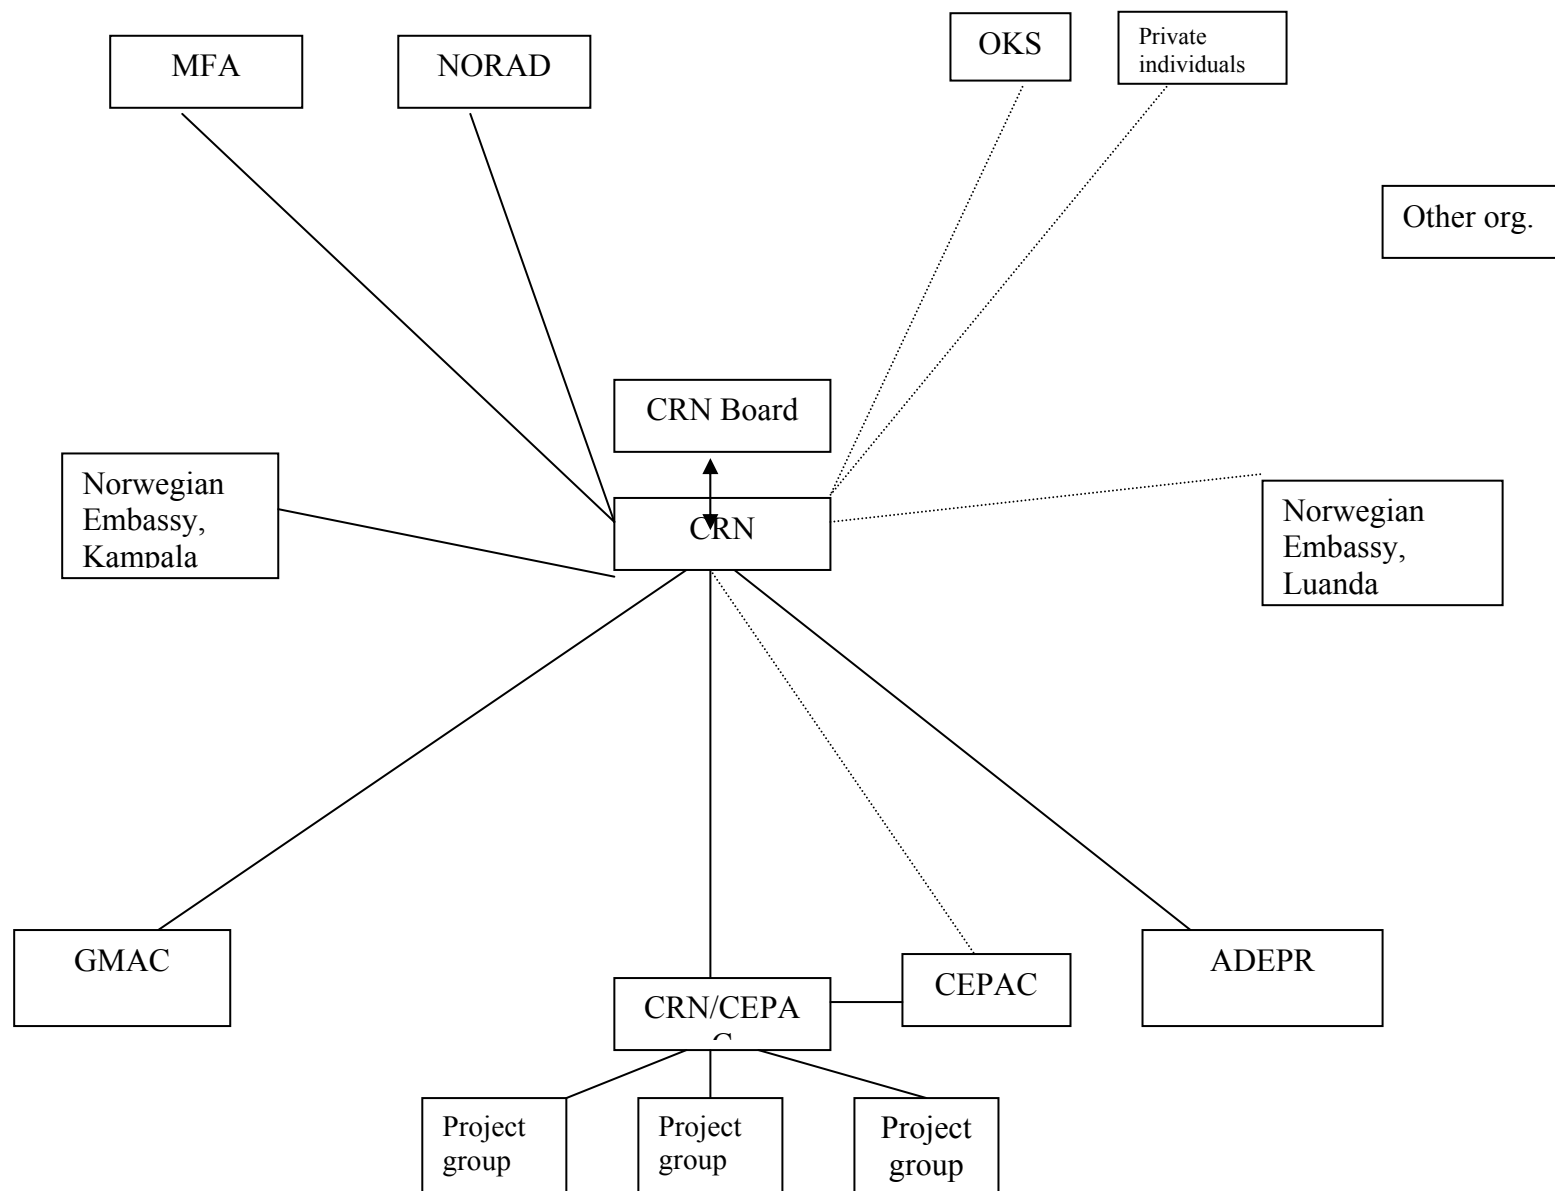 MFA
NORAD
OKS
Private
individuals
Other org.
CRN Board
CRN
Norwegian
Embassy,
Kampala
Norwegian
Embassy,
Luanda
GMAC
CRN/CEPA
C
CEPAC
ADEPR
Project
group
Project
group
Project
group